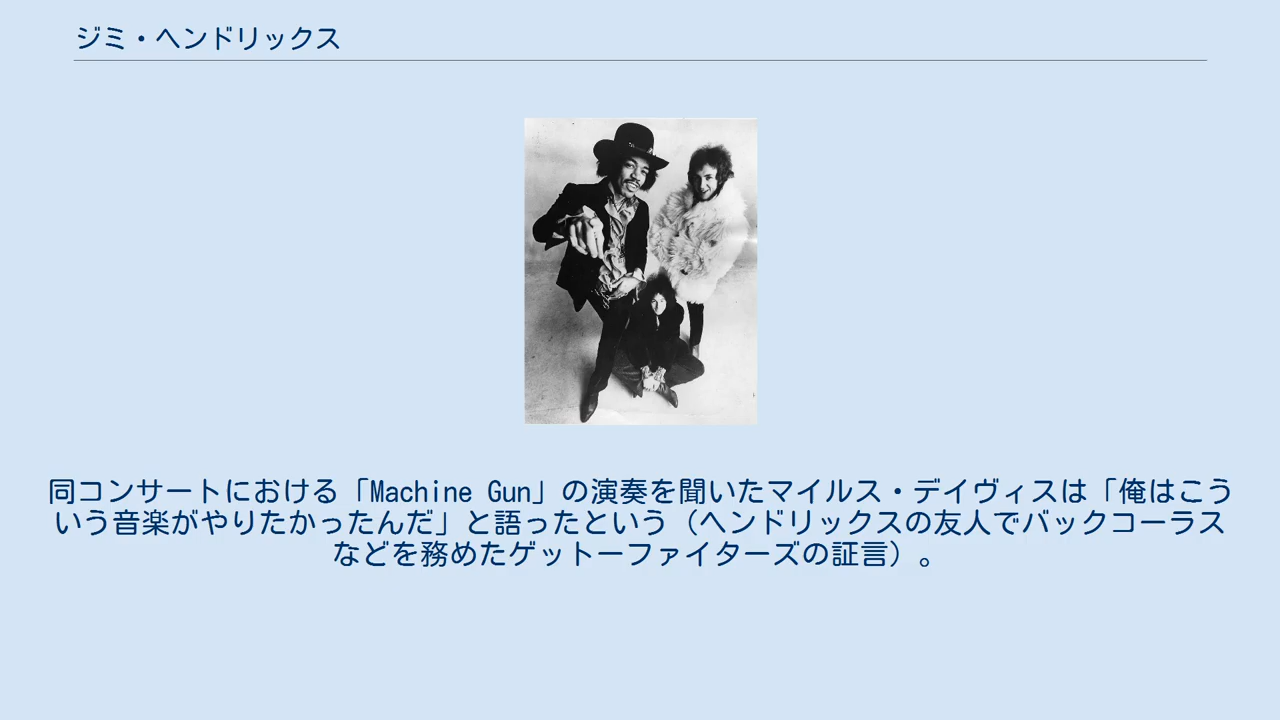 ジミ・ヘンドリックス
同コンサートにおける「Machine Gun」の演奏を聞いたマイルス・デイヴィスは「俺はこう
いう音楽がやりたかったんだ」と語ったという（ヘンドリックスの友人でバックコーラス
などを務めたゲットーファイターズの証言）。